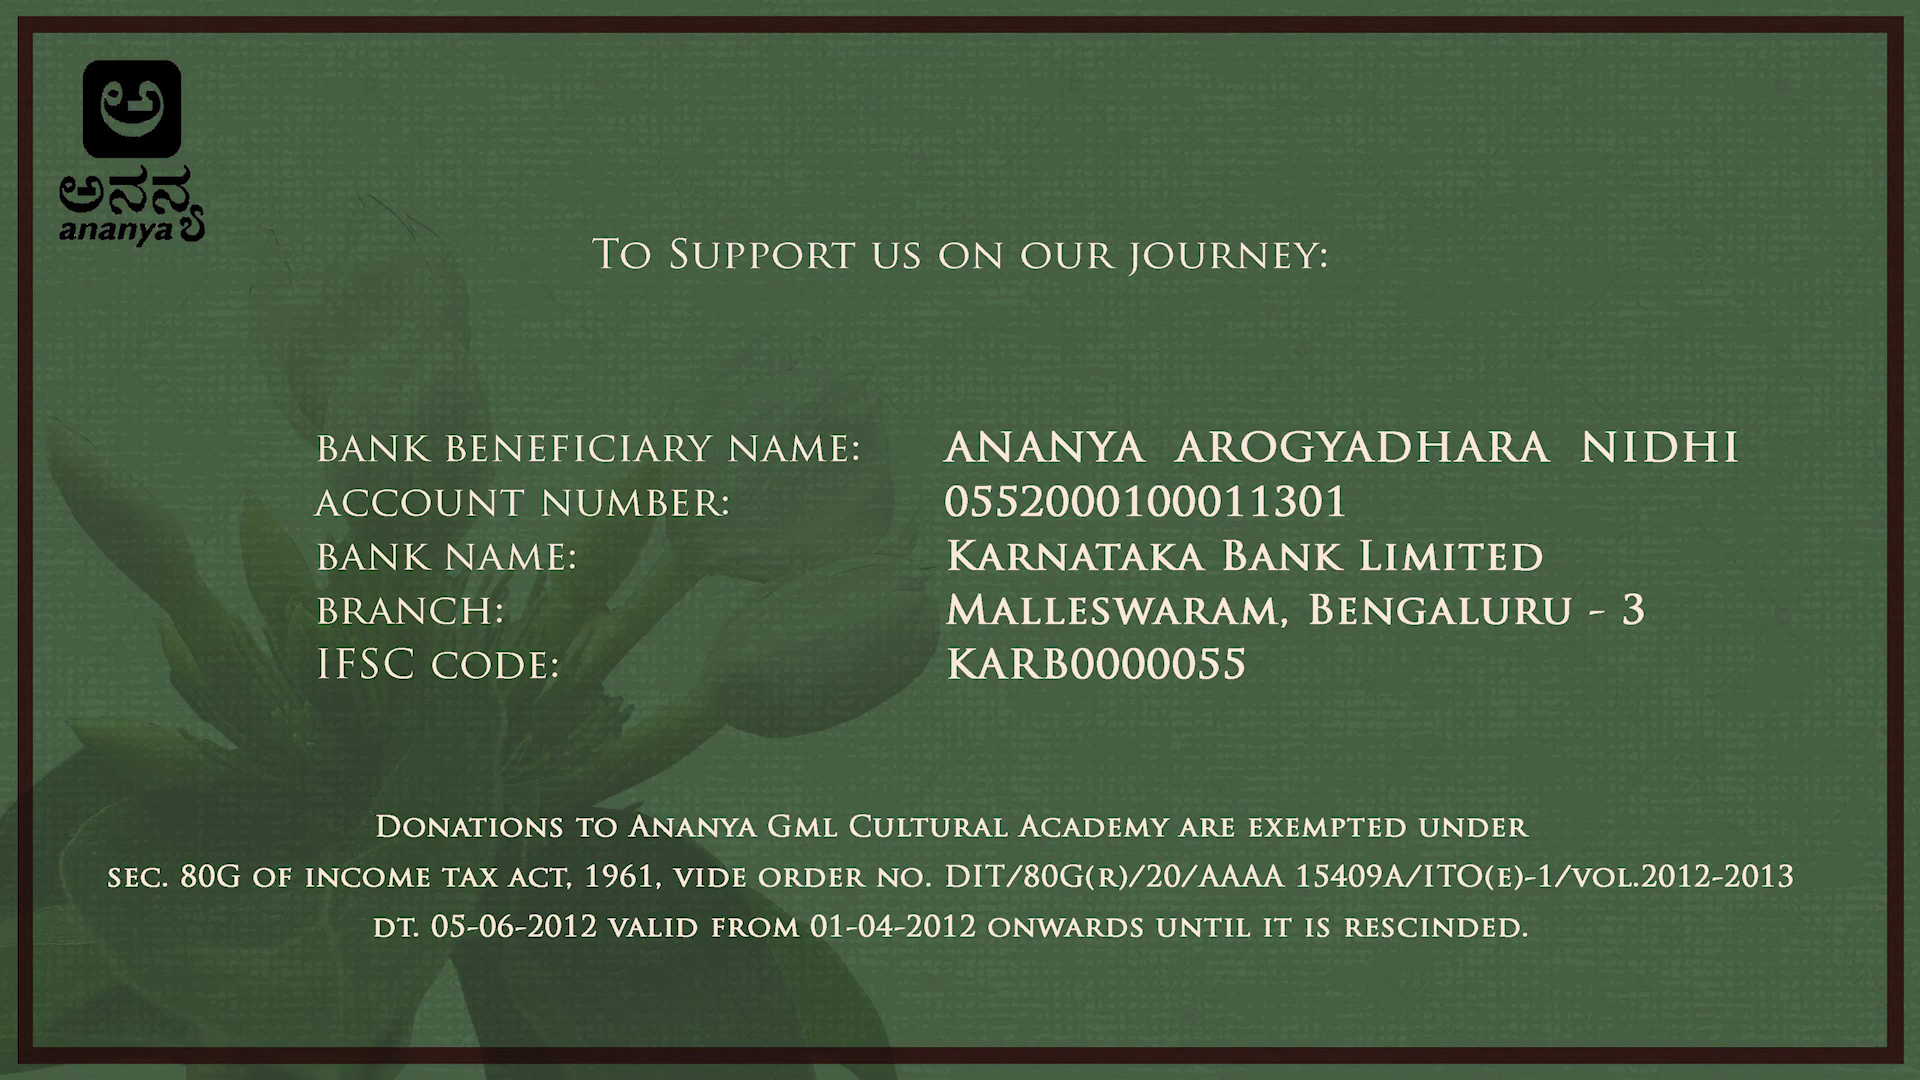 ಅ
ಅನನ್ಯ
ananya
To Support us on our journey:
bank beneficiary name: ANANYA AROGYADHARA NIDHI
account number: 0552000100011301
bank name: Karnataka Bank Limited
branch: Malleswaram, Bengaluru - 3
IFSC code: KARB0000055
Donations to Ananya Gml Cultural Academy are exempted under
sec. 80G of income tax act, 1961, vide order no. DIT/80G(r)/20/AAAA 15409A/ITO(e)-1/vol.2012-2013
dt. 05-06-2012 valid from 01-04-2012 onwards until it is rescinded.